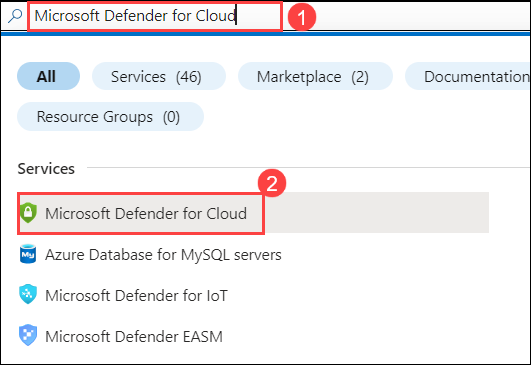 Microsoft Defender for Cloud 1
All Services (46) Marketplace (2) Documentation
Resource Groups (0)
Services
2
Microsoft Defender for Cloud
Azure Database for MySQL servers
Microsoft Defender for IoT
Microsoft Defender EASM